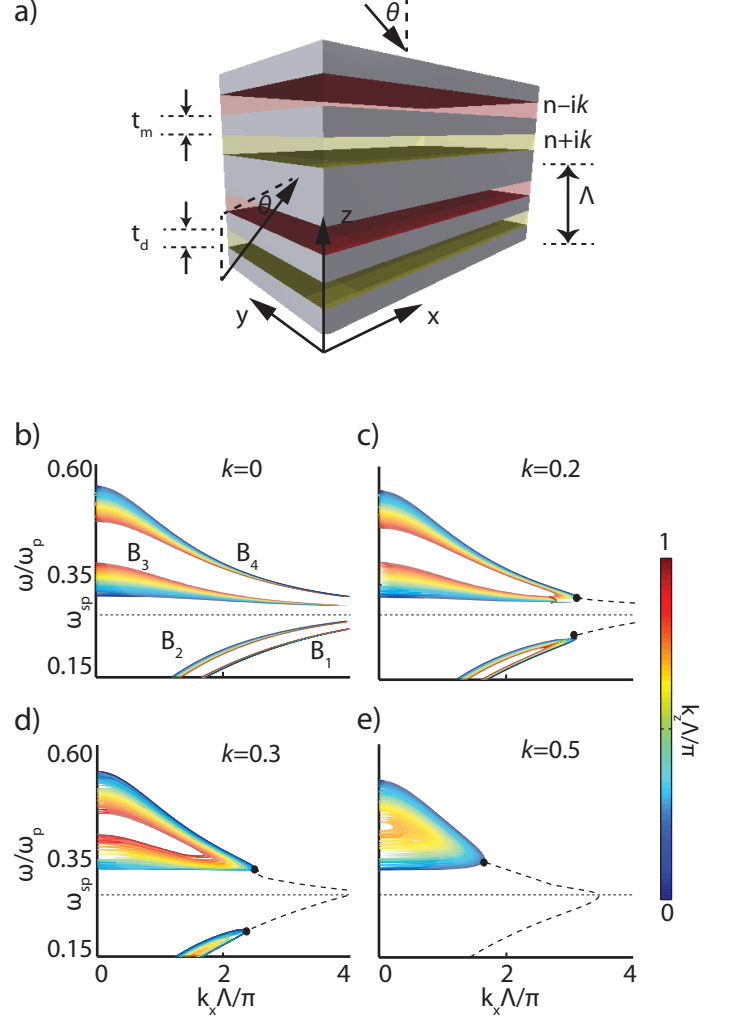 a)
θ
n−ik
t_m
n+ik
Λ
θ
z
t_d
y
x
b)
c)
0.60
k=0
k=0.2
ω/ω_p
B_3
B_4
0.35
ω_sp
B_2
B_1
0.15
2
2
1
k_zΛ/π
0
d)
e)
0.60
k=0.3
k=0.5
ω/ω_p
0.35
ω_sp
0.15
0
2
4
0
2
4
k_xΛ/π
k_xΛ/π